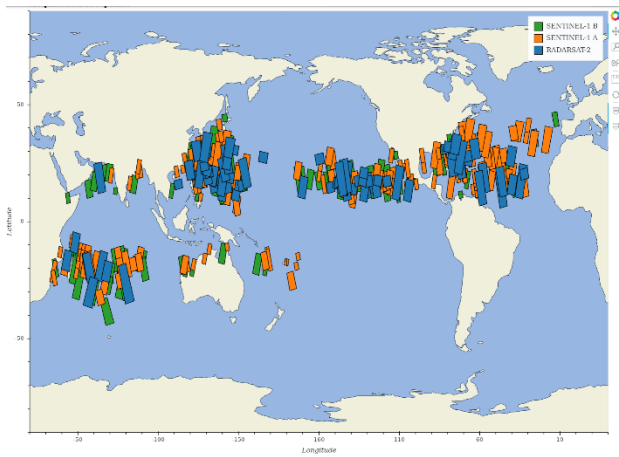 SENTINEL-1 B
SENTINEL-1 A
RADARSAT-2
50
0
50
Latitude
50 100 150 160 110 60 10
Longitude